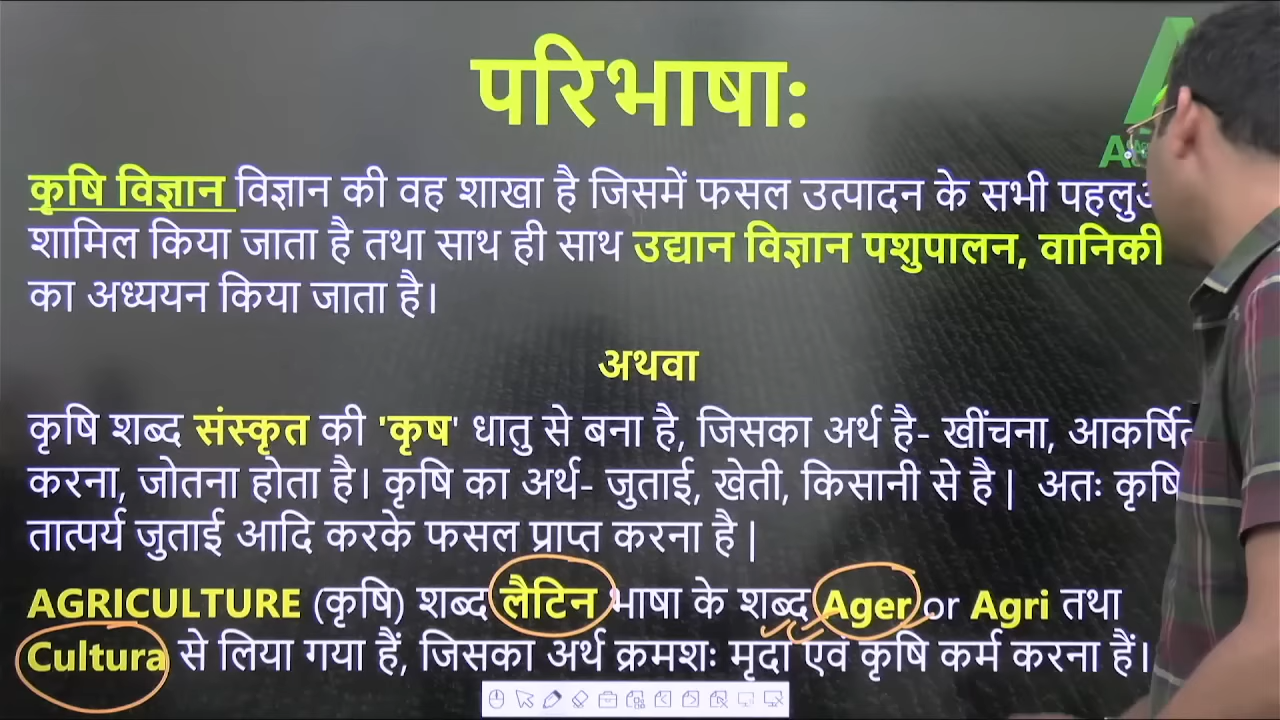 परिभाषा:
कृषि विज्ञान विज्ञान की वह शाखा है जिसमें फसल उत्पादन के सभी
शामिल किया जाता है तथा साथ ही साथ उद्यान विज्ञान पशुपालन, वानिकी
का अध्ययन किया जाता है।
अथवा
कृषि शब्द संस्कृत की 'कृष' धातु से बना है, जिसका अर्थ है- खींचना, आकर्षित
करना, जोतना होता है। कृषि का अर्थ- जुताई, खेती, किसानी से है | अतः कृषि
तात्पर्य जुताई आदि करके फसल प्राप्त करना है |
AGRICULTURE (कृषि) शब्द लैटिन भाषा के शब्द Ager or Agri तथा
Cultura से लिया गया हैं, जिसका अर्थ क्रमशः मृदा एवं कृषि कर्म करना हैं।